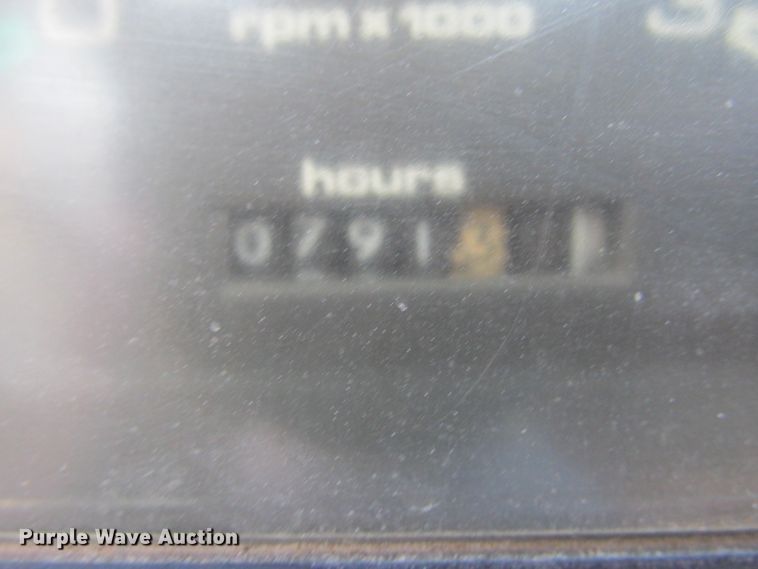 rpm x 1000
hours
0791
Purple Wave Auction